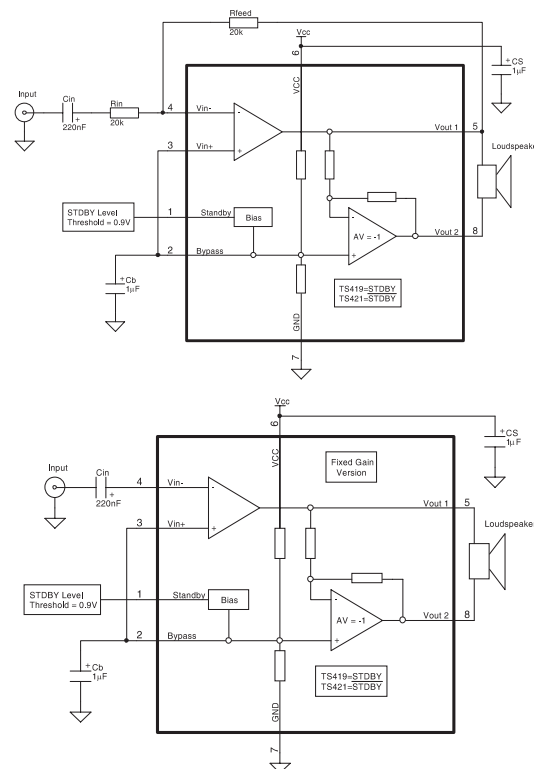 Rfeed
20k
Vcc
6
+ CS
1µF
Input
Cin
+
220nF
Rin
20k
4
Vin-
VCC
-
+
3
Vin+
Vout 1
5
Loudspeaker
STDBY Level
Threshold = 0.9V
1
Standby
Bias
-
AV = -1
+
Vout 2
8
2
Bypass
+ Cb
1µF
TS419=STDBY
TS421=STDBY
GND
7
Vcc
6
+ CS
1µF
Input
Cin
+
220nF
4
Vin-
VCC
Fixed Gain
Version
-
+
3
Vin+
Vout 1
5
Loudspeaker
STDBY Level
Threshold = 0.9V
1
Standby
Bias
-
AV = -1
+
Vout 2
8
2
Bypass
+ Cb
1µF
TS419=STDBY
TS421=STDBY
GND
7